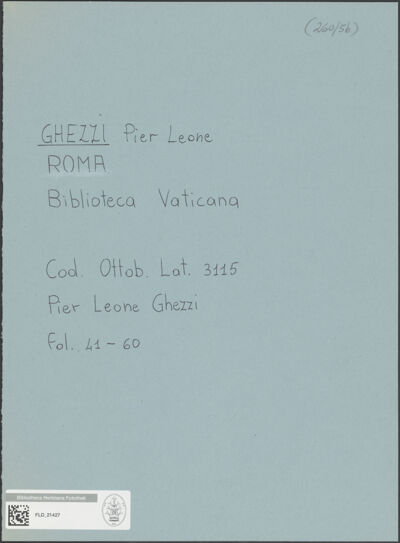 (260/56)
GHEZZI Pier Leone
ROMA
Biblioteca Vaticana
Cod. Ottob. Lat. 3115
Pier Leone Ghezzi
Fol. 41 - 60
Bibliotheca Hertziana Fotothek
FLD_21427